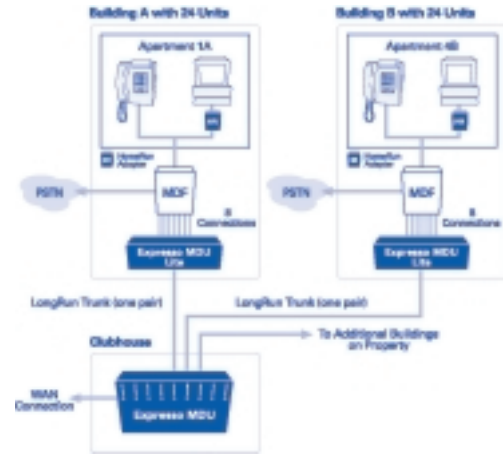 Building A with 24 Units
Apartment 1A
HomeRun
Adapter
PSTN
MDF
8
Connections
Expresso MDU
Lite
LongRun Trunk (one pair)
Building B with 24 Units
Apartment 4B
HomeRun
Adapter
PSTN
MDF
8
Connections
Expresso MDU
Lite
LongRun Trunk (one pair)
Clubhouse
To Additional Buildings
on Property
WAN
Connection
Expresso MDU